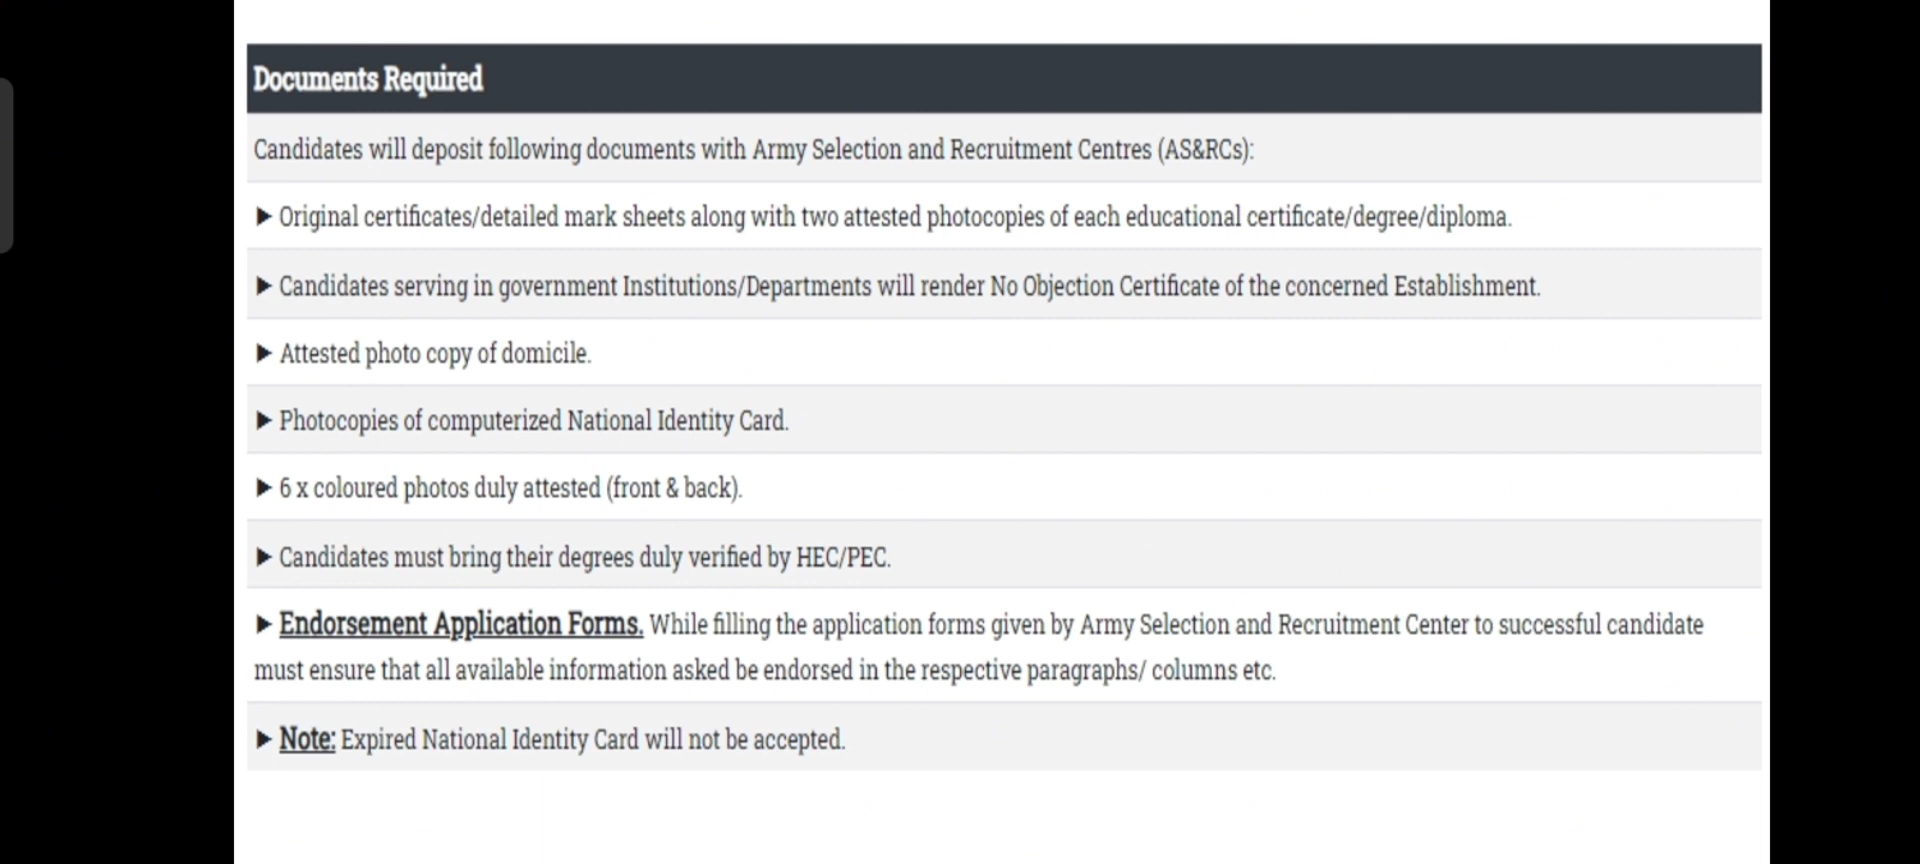 Documents Required
Candidates will deposit following documents with Army Selection and Recruitment Centres (AS&RCs):
▶ Original certificates/detailed mark sheets along with two attested photocopies of each educational certificate/degree/diploma.
▶ Candidates serving in government Institutions/Departments will render No Objection Certificate of the concerned Establishment.
▶ Attested photo copy of domicile.
▶ Photocopies of computerized National Identity Card.
▶ 6 x coloured photos duly attested (front & back).
▶ Candidates must bring their degrees duly verified by HEC/PEC.
▶ Endorsement Application Forms. While filling the application forms given by Army Selection and Recruitment Center to successful candidate
must ensure that all available information asked be endorsed in the respective paragraphs/ columns etc.
▶ Note: Expired National Identity Card will not be accepted.